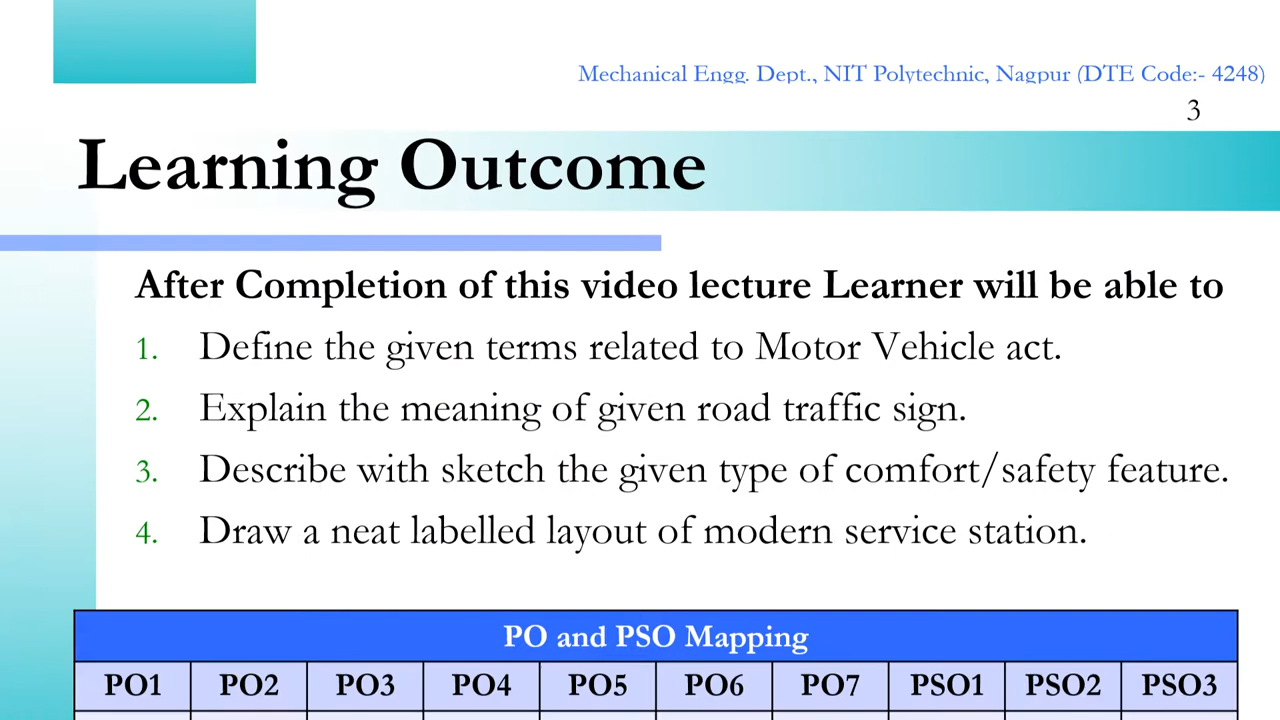 Mechanical Engg. Dept., NIT Polytechnic, Nagpur (DTE Code:- 4248)
3
Learning Outcome
After Completion of this video lecture Learner will be able to
1. Define the given terms related to Motor Vehicle act.
2. Explain the meaning of given road traffic sign.
3. Describe with sketch the given type of comfort/safety feature.
4. Draw a neat labelled layout of modern service station.
PO and PSO Mapping
PO1 PO2 PO3 PO4 PO5 PO6 PO7 PSO1 PSO2 PSO3